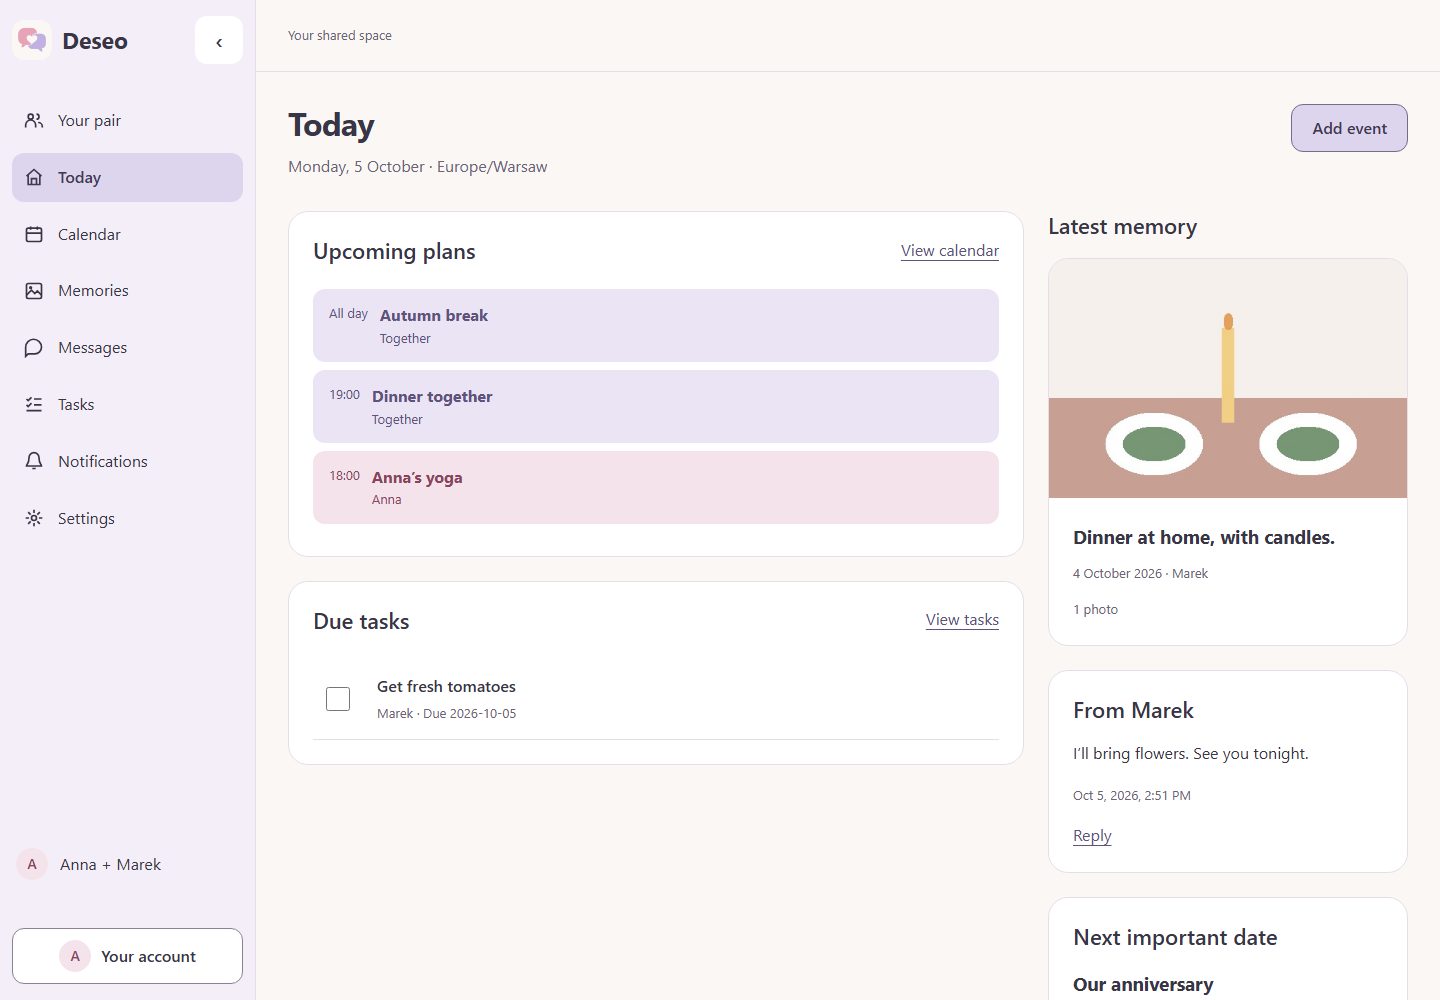 Deseo
‹
Your pair
Today
Calendar
Memories
Messages
Tasks
Notifications
Settings
A Anna + Marek
A Your account
Your shared space
Today
Monday, 5 October · Europe/Warsaw
Add event
Upcoming plans
View calendar
All day Autumn break
Together
19:00 Dinner together
Together
18:00 Anna’s yoga
Anna
Due tasks
View tasks
Get fresh tomatoes
Marek · Due 2026-10-05
Latest memory
Dinner at home, with candles.
4 October 2026 · Marek
1 photo
From Marek
I’ll bring flowers. See you tonight.
Oct 5, 2026, 2:51 PM
Reply
Next important date
Our anniversary